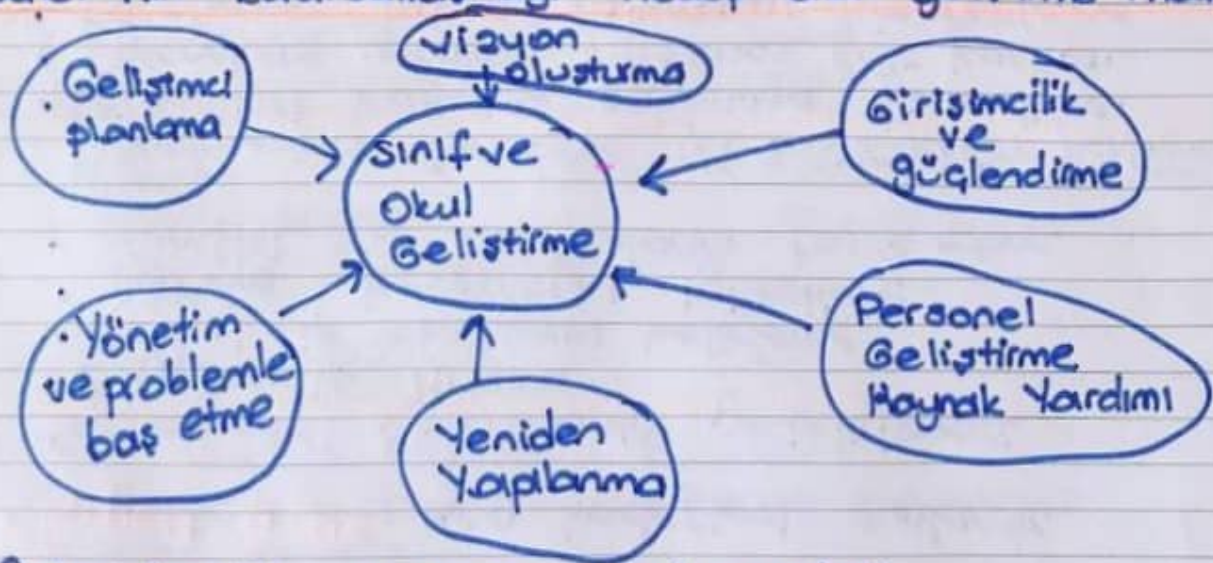 Vizyon
oluşturma
Gelişimci
planlama
Girişimcilik
ve
güçlendirme
Sınıf ve
Okul
Geliştirme
Yönetim
ve problemle
baş etme
Personel
Geliştirme
Kaynak Yardımı
Yeniden
Yapılanma